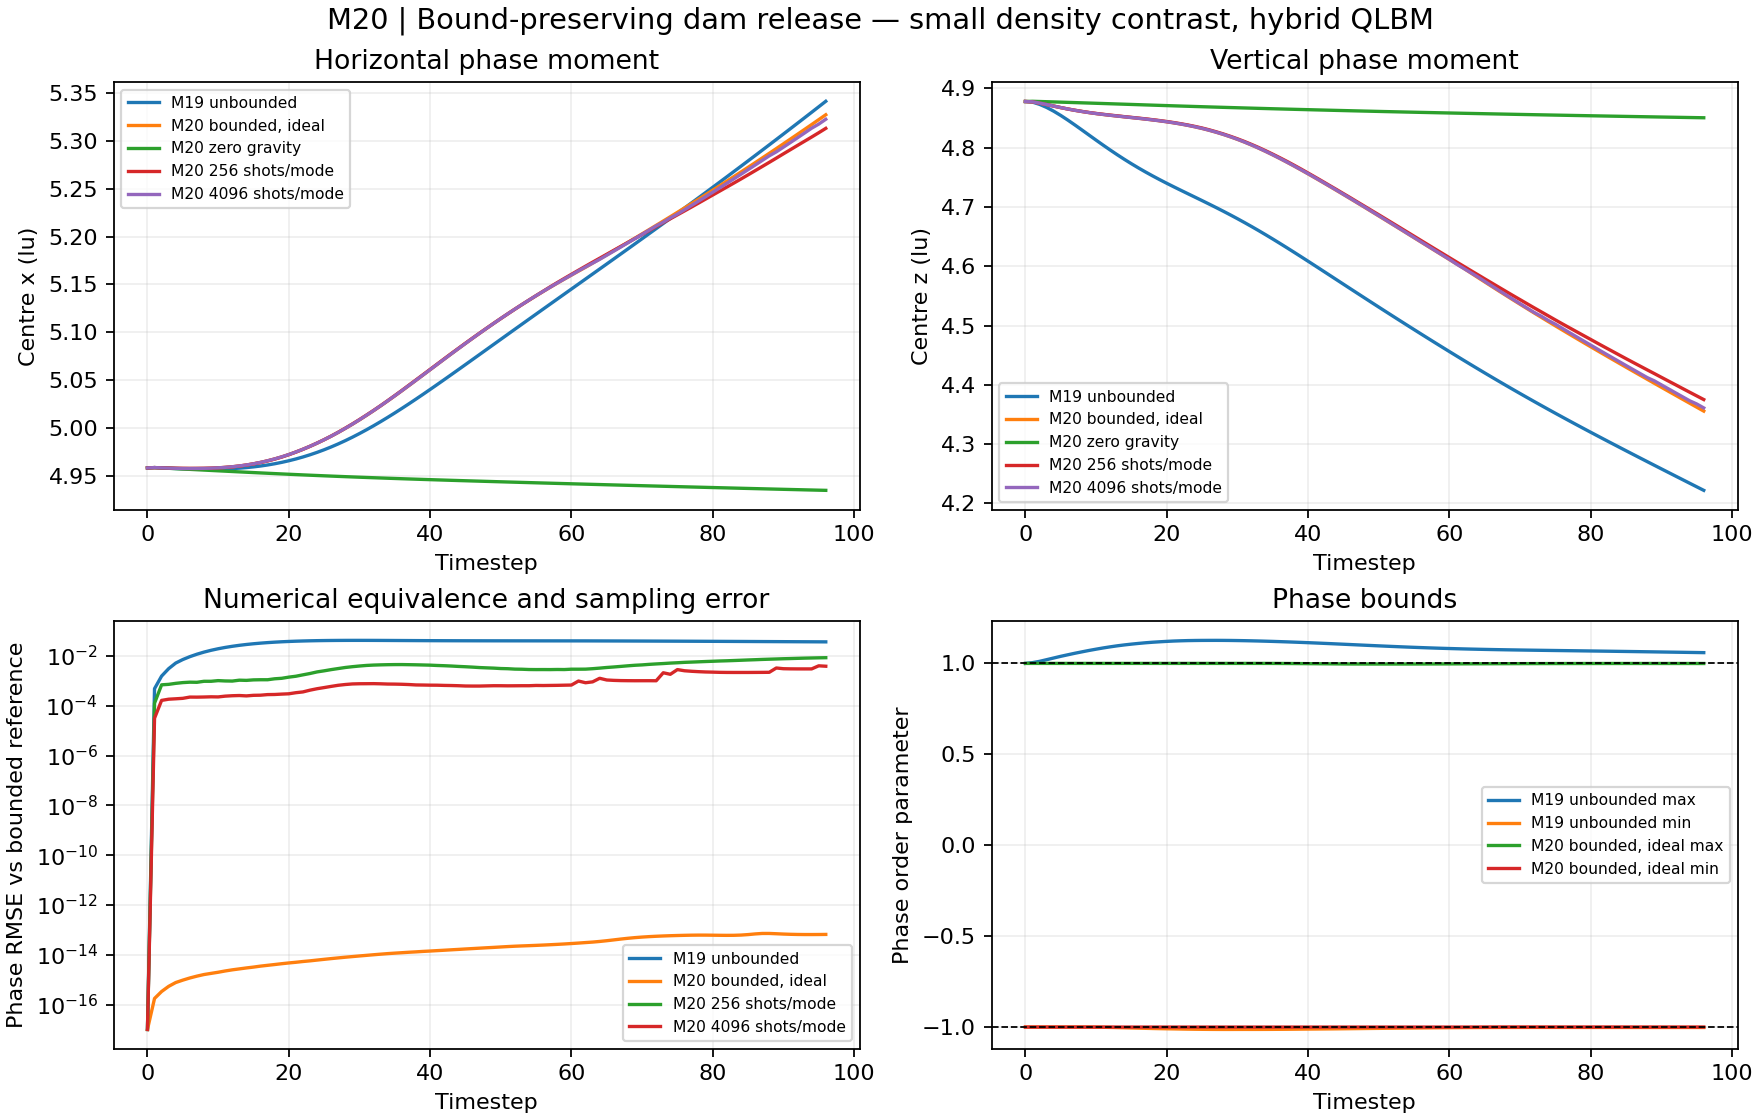 M20 | Bound-preserving dam release — small density contrast, hybrid QLBM
Horizontal phase moment
Centre x (lu)
5.35
5.30
5.25
5.20
5.15
5.10
5.05
5.00
4.95
M19 unbounded
M20 bounded, ideal
M20 zero gravity
M20 256 shots/mode
M20 4096 shots/mode
0 20 40 60 80 100
Timestep
Vertical phase moment
Centre z (lu)
4.9
4.8
4.7
4.6
4.5
4.4
4.3
4.2
M19 unbounded
M20 bounded, ideal
M20 zero gravity
M20 256 shots/mode
M20 4096 shots/mode
0 20 40 60 80 100
Timestep
Numerical equivalence and sampling error
Phase RMSE vs bounded reference
10⁻²
10⁻⁴
10⁻⁶
10⁻⁸
10⁻¹⁰
10⁻¹²
10⁻¹⁴
10⁻¹⁶
M19 unbounded
M20 bounded, ideal
M20 256 shots/mode
M20 4096 shots/mode
0 20 40 60 80 100
Timestep
Phase bounds
Phase order parameter
1.0
0.5
0.0
−0.5
−1.0
M19 unbounded max
M19 unbounded min
M20 bounded, ideal max
M20 bounded, ideal min
0 20 40 60 80 100
Timestep